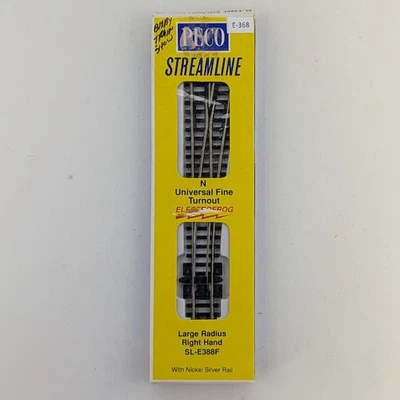 PECO
E-368
STREAMLINE
N
Universal Fine
Turnout
ELECTROFROG
Large Radius
Right Hand
SL-E388F
With Nickel Silver Rail